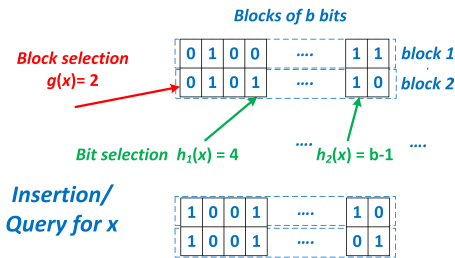 Blocks of b bits
Block selection
g(x)= 2
0 1 0 0 .... 1 1 block 1
0 1 0 1 .... 1 0 block 2
Bit selection h₁(x) = 4
h₂(x) = b-1
.... ....
Insertion/
Query for x
1 0 0 1 .... 1 0
1 0 0 1 .... 0 1